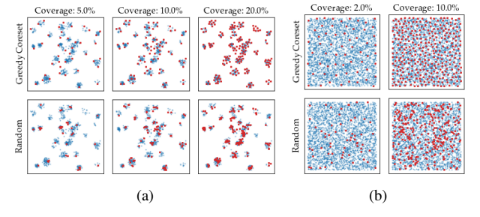 Coverage: 5.0% Coverage: 10.0% Coverage: 20.0% Coverage: 2.0% Coverage: 10.0%
Greedy Coreset Greedy Coreset
Random Random
(a) (b)